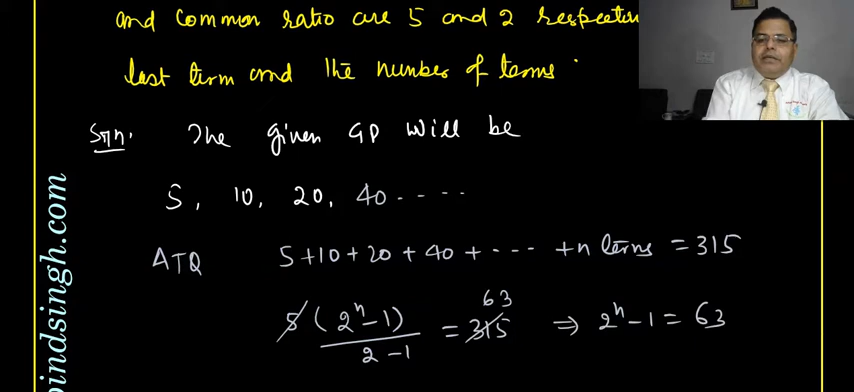 and common ratio are 5 and 2
last term and the number of terms.
Soln. The given GP will be
5, 10, 20, 40 .....
ATQ 5+10+20+40+ ..... +n terms = 315
63
5(2^n-1)/2-1 = 315 ⇒ 2^n-1 = 63
indsingh.com